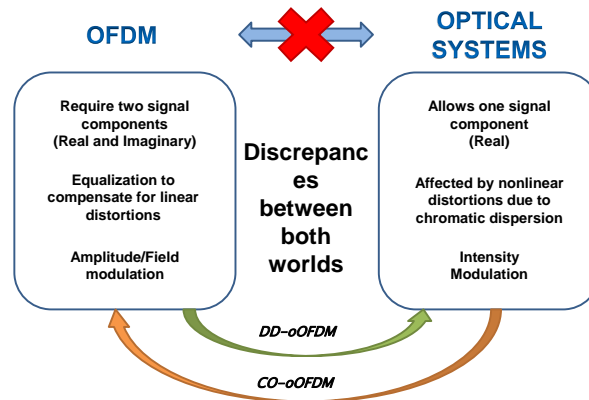 OFDM
OPTICAL
SYSTEMS
Require two signal
components
(Real and Imaginary)
Equalization to
compensate for linear
distortions
Amplitude/Field
modulation
Discrepanc
es
between
both
worlds
Allows one signal
component
(Real)
Affected by nonlinear
distortions due to
chromatic dispersion
Intensity
Modulation
DD-oOFDM
CO-oOFDM